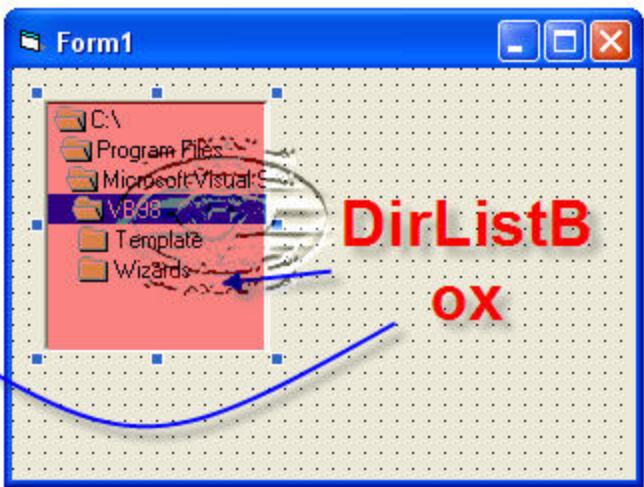 Form1
C:\
Program Files
Microsoft Visual S
VB98
Template
Wizards
DirListB
ox